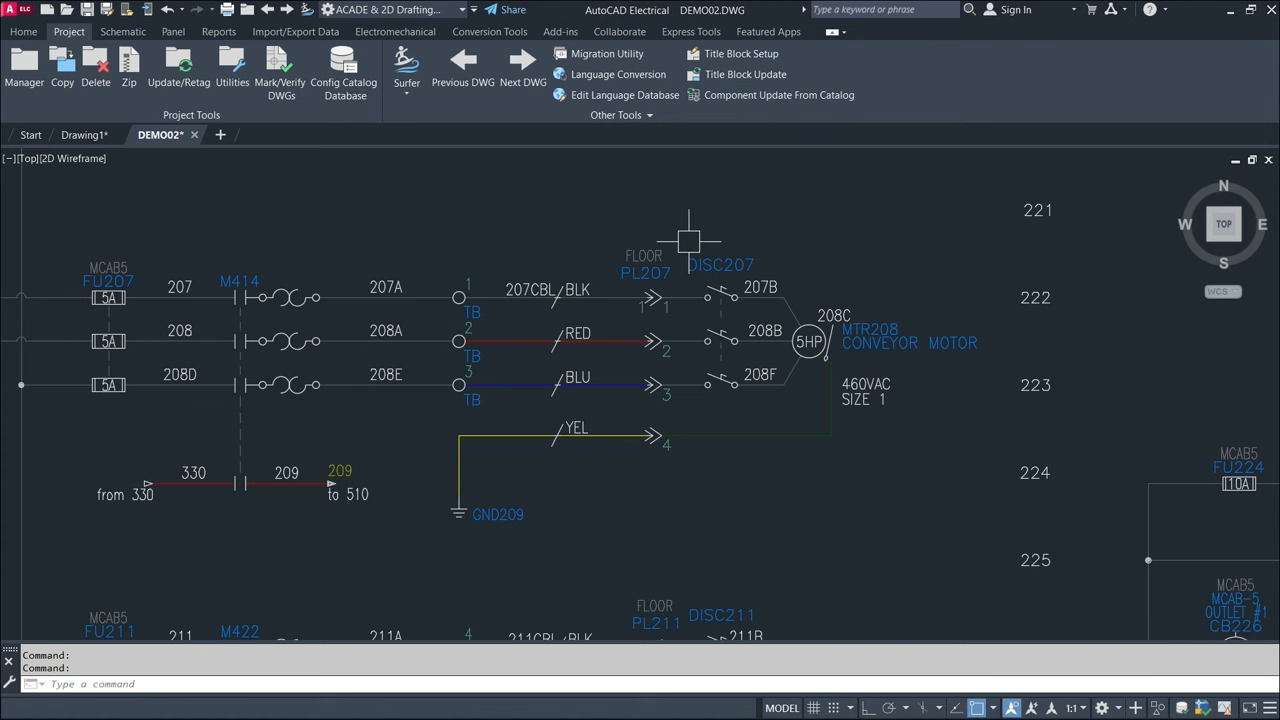 A ELC ACADE & 2D Drafting... Share AutoCAD Electrical DEMO02.DWG Type a keyword or phrase Sign In
Home Project Schematic Panel Reports Import/Export Data Electromechanical Conversion Tools Add-ins Collaborate Express Tools Featured Apps
Manager Copy Delete Zip Update/Retag Utilities Mark/Verify DWGs Config Catalog Database Surfer Previous DWG Next DWG
Migration Utility Title Block Setup
Language Conversion Title Block Update
Edit Language Database Component Update From Catalog
Project Tools Other Tools
Start Drawing1* DEMO02*
[−][Top][2D Wireframe]
221
N
W TOP E
S
WCS
MCAB5 FLOOR
FU207 M414 PL207 DISC207
5A 207 207A 1 207CBL BLK 1 1 207B 222
TB
208C
5A 208 208A 2 RED 2 208B 5HP MTR208
CONVEYOR MOTOR
TB
5A 208D 208E 3 BLU 3 208F 460VAC 223
TB SIZE 1
YEL 4
330 209 209 224
from 330 to 510
MCAB5
FU224
10A
GND209
225
MCAB5 FLOOR MCAB5
FU211 M422 PL211 DISC211 MCAB-5
OUTLET #1
CB226
211 211A 4 211CBL/BLK 211B
Command:
Command:
Type a command
MODEL 1:1